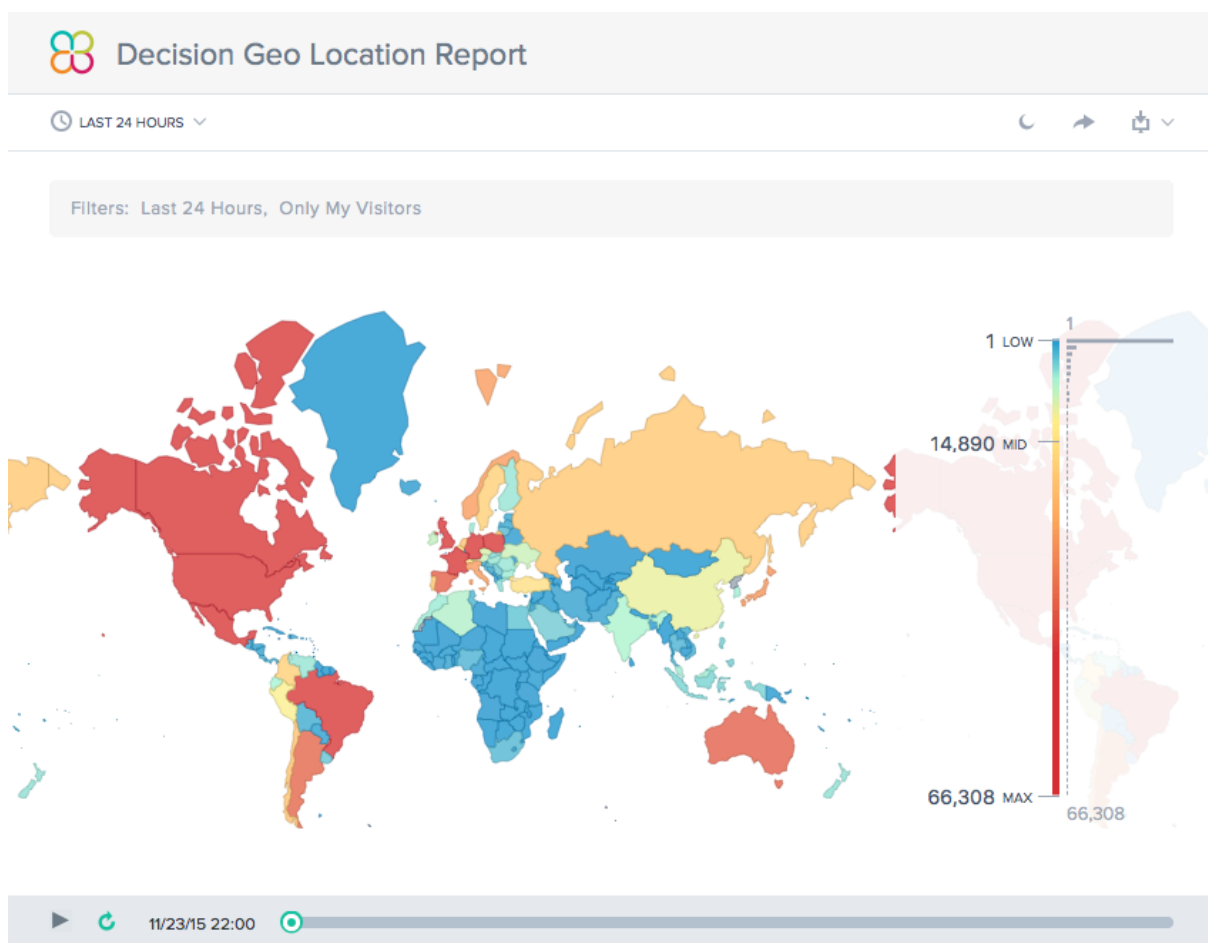 Decision Geo Location Report
LAST 24 HOURS
Filters: Last 24 Hours, Only My Visitors
1
1 LOW
14,890 MID
66,308 MAX
66,308
11/23/15 22:00